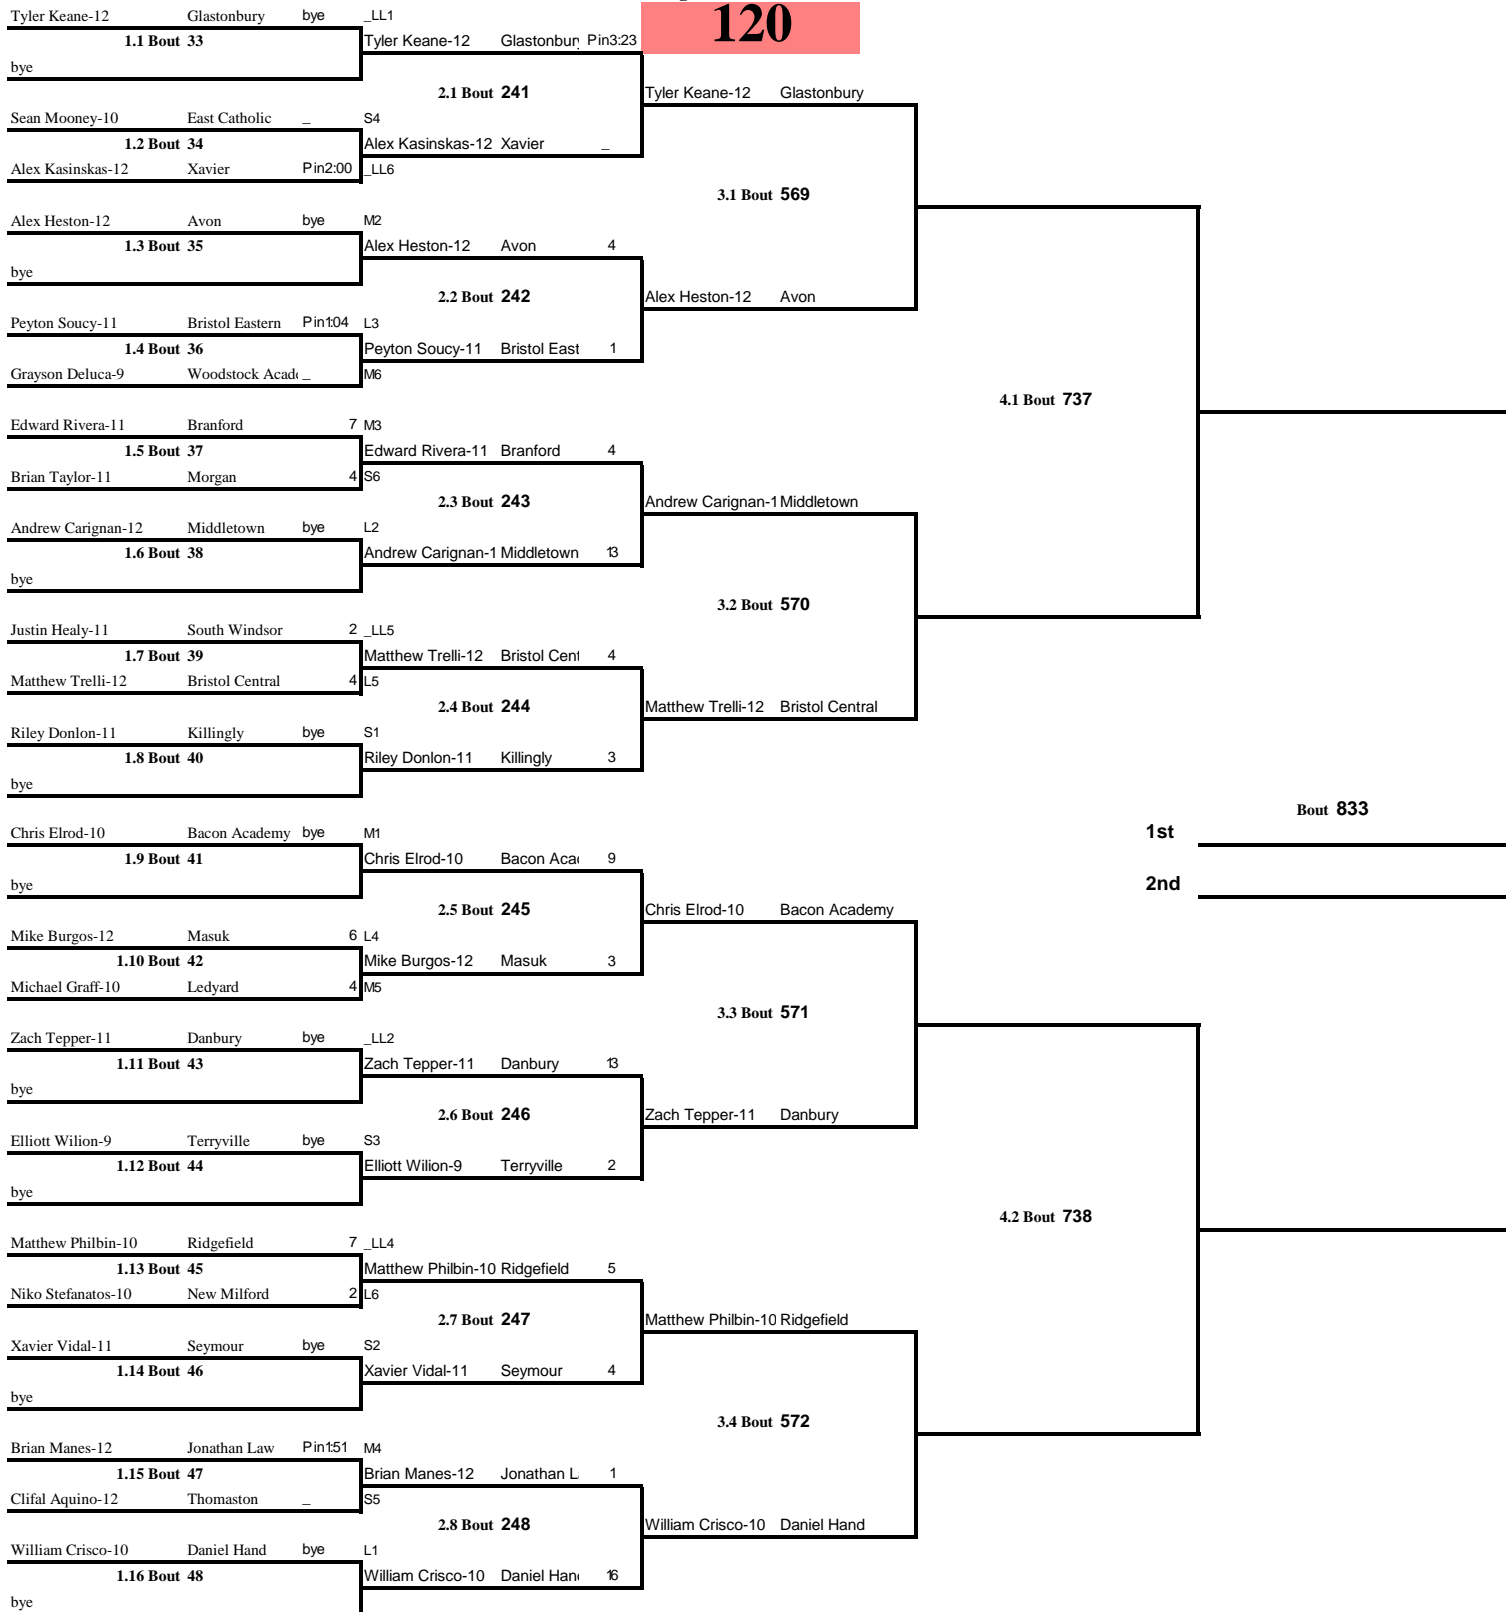 120
Tyler Keane-12 Glastonbury bye _LL1
1.1 Bout 33 Tyler Keane-12 Glastonbury Pin3:23
bye
2.1 Bout 241 Tyler Keane-12 Glastonbury
Sean Mooney-10 East Catholic _ S4
1.2 Bout 34 Alex Kasinskas-12 Xavier _
Alex Kasinskas-12 Xavier Pin2:00 _LL6
3.1 Bout 569
Alex Heston-12 Avon bye M2
1.3 Bout 35 Alex Heston-12 Avon 4
bye
2.2 Bout 242 Alex Heston-12 Avon
Peyton Soucy-11 Bristol Eastern Pin1:04 L3
1.4 Bout 36 Peyton Soucy-11 Bristol East 1
Grayson Deluca-9 Woodstock Acad _ M6
4.1 Bout 737
Edward Rivera-11 Branford 7 M3
1.5 Bout 37 Edward Rivera-11 Branford 4
Brian Taylor-11 Morgan 4 S6
2.3 Bout 243 Andrew Carignan-1 Middletown
Andrew Carignan-12 Middletown bye L2
1.6 Bout 38 Andrew Carignan-1 Middletown 13
bye
3.2 Bout 570
Justin Healy-11 South Windsor 2 _LL5
1.7 Bout 39 Matthew Trelli-12 Bristol Cent 4
Matthew Trelli-12 Bristol Central 4 L5
2.4 Bout 244 Matthew Trelli-12 Bristol Central
Riley Donlon-11 Killingly bye S1
1.8 Bout 40 Riley Donlon-11 Killingly 3
bye
Bout 833
1st
2nd
Chris Elrod-10 Bacon Academy bye M1
1.9 Bout 41 Chris Elrod-10 Bacon Aca 9
bye
2.5 Bout 245 Chris Elrod-10 Bacon Academy
Mike Burgos-12 Masuk 6 L4
1.10 Bout 42 Mike Burgos-12 Masuk 3
Michael Graff-10 Ledyard 4 M5
3.3 Bout 571
Zach Tepper-11 Danbury bye _LL2
1.11 Bout 43 Zach Tepper-11 Danbury 13
bye
2.6 Bout 246 Zach Tepper-11 Danbury
Elliott Wilion-9 Terryville bye S3
1.12 Bout 44 Elliott Wilion-9 Terryville 2
bye
4.2 Bout 738
Matthew Philbin-10 Ridgefield 7 _LL4
1.13 Bout 45 Matthew Philbin-10 Ridgefield 5
Niko Stefanatos-10 New Milford 2 L6
2.7 Bout 247 Matthew Philbin-10 Ridgefield
Xavier Vidal-11 Seymour bye S2
1.14 Bout 46 Xavier Vidal-11 Seymour 4
bye
3.4 Bout 572
Brian Manes-12 Jonathan Law Pin1:51 M4
1.15 Bout 47 Brian Manes-12 Jonathan L 1
Clifal Aquino-12 Thomaston _ S5
2.8 Bout 248 William Crisco-10 Daniel Hand
William Crisco-10 Daniel Hand bye L1
1.16 Bout 48 William Crisco-10 Daniel Han 16
bye